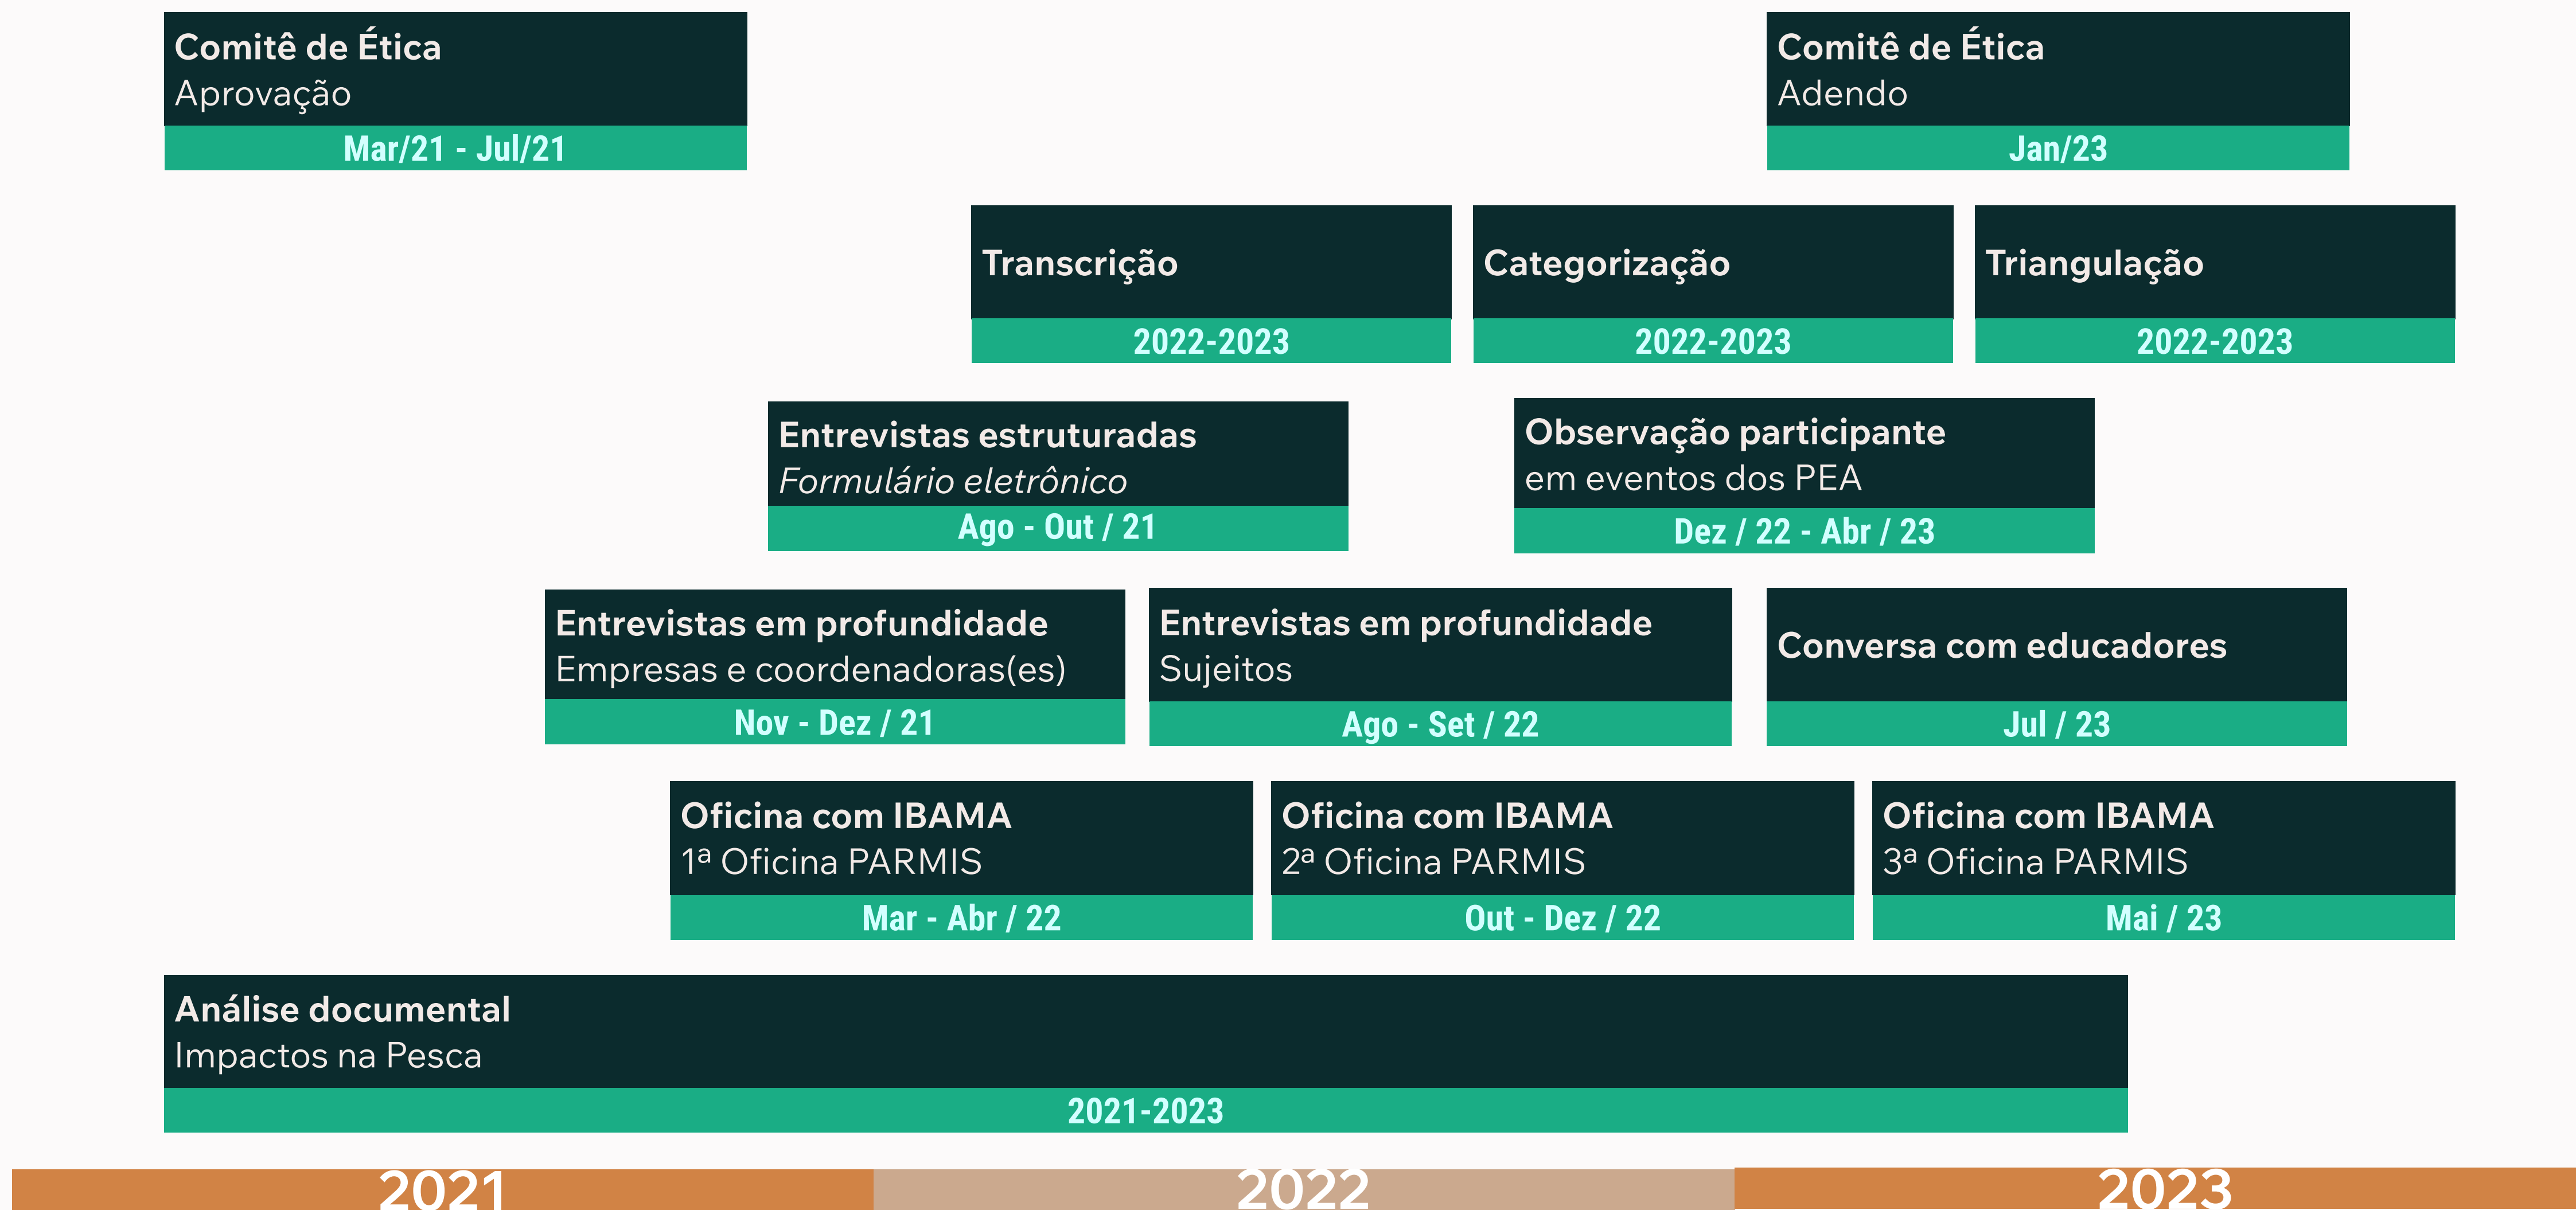 Comitê de Ética
Aprovação
Mar/21 - Jul/21
Comitê de Ética
Adendo
Jan/23
Transcrição
2022-2023
Categorização
2022-2023
Triangulação
2022-2023
Entrevistas estruturadas
Formulário eletrônico
Ago - Out / 21
Observação participante
em eventos dos PEA
Dez / 22 - Abr / 23
Entrevistas em profundidade
Empresas e coordenadoras(es)
Nov - Dez / 21
Entrevistas em profundidade
Sujeitos
Ago - Set / 22
Conversa com educadores
Jul / 23
Oficina com IBAMA
1ª Oficina PARMIS
Mar - Abr / 22
Oficina com IBAMA
2ª Oficina PARMIS
Out - Dez / 22
Oficina com IBAMA
3ª Oficina PARMIS
Mai / 23
Análise documental
Impactos na Pesca
2021-2023
2021
2022
2023